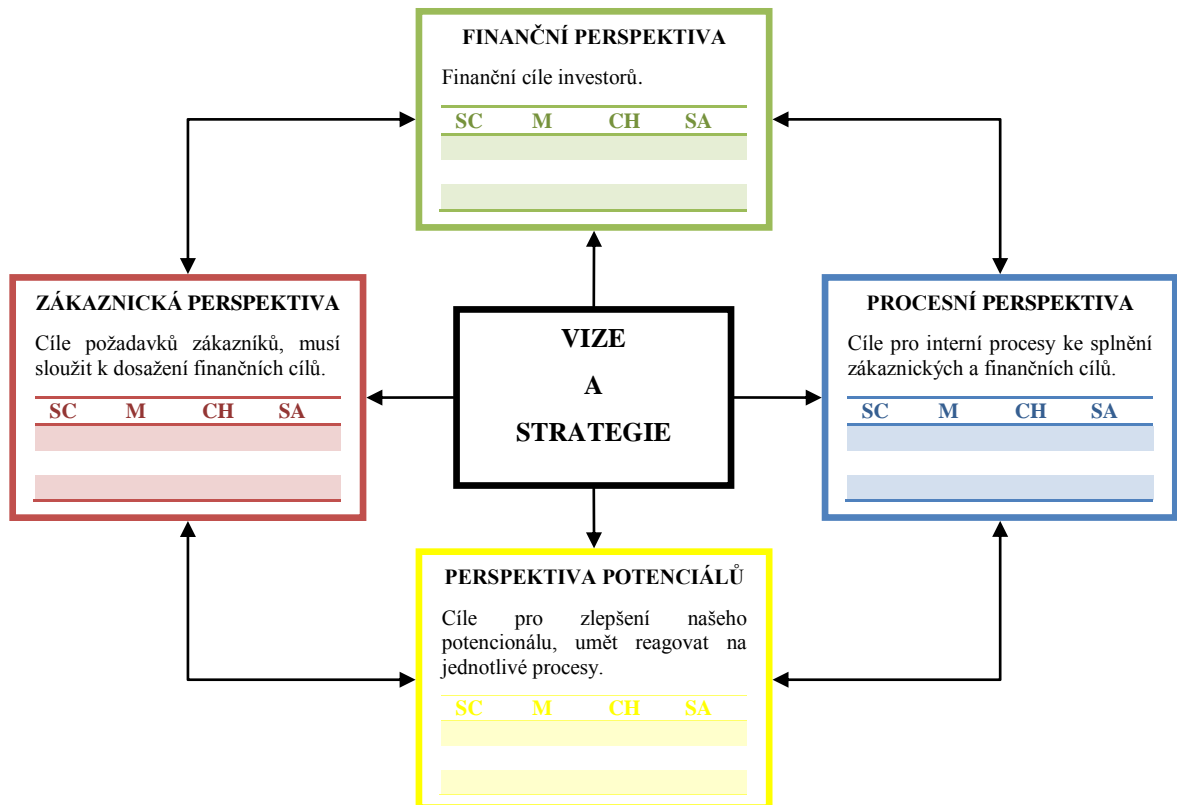 FINANČNÍ PERSPEKTIVA
Finanční cíle investorů.
SC M CH SA
ZÁKAZNICKÁ PERSPEKTIVA
Cíle požadavků zákazníků, musí
sloužit k dosažení finančních cílů.
SC M CH SA
VIZE
A
STRATEGIE
PROCESNÍ PERSPEKTIVA
Cíle pro interní procesy ke splnění
zákaznických a finančních cílů.
SC M CH SA
PERSPEKTIVA POTENCIÁLŮ
Cíle pro zlepšení našeho
potencionálu, umět reagovat na
jednotlivé procesy.
SC M CH SA